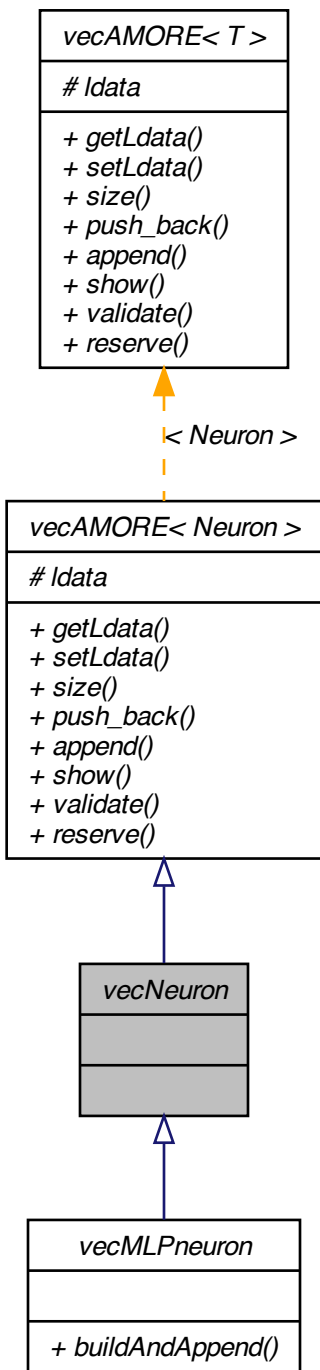 vecAMORE< T >
# ldata
+ getLdata()
+ setLdata()
+ size()
+ push_back()
+ append()
+ show()
+ validate()
+ reserve()
< Neuron >
vecAMORE< Neuron >
# ldata
+ getLdata()
+ setLdata()
+ size()
+ push_back()
+ append()
+ show()
+ validate()
+ reserve()
vecNeuron
vecMLPneuron
+ buildAndAppend()